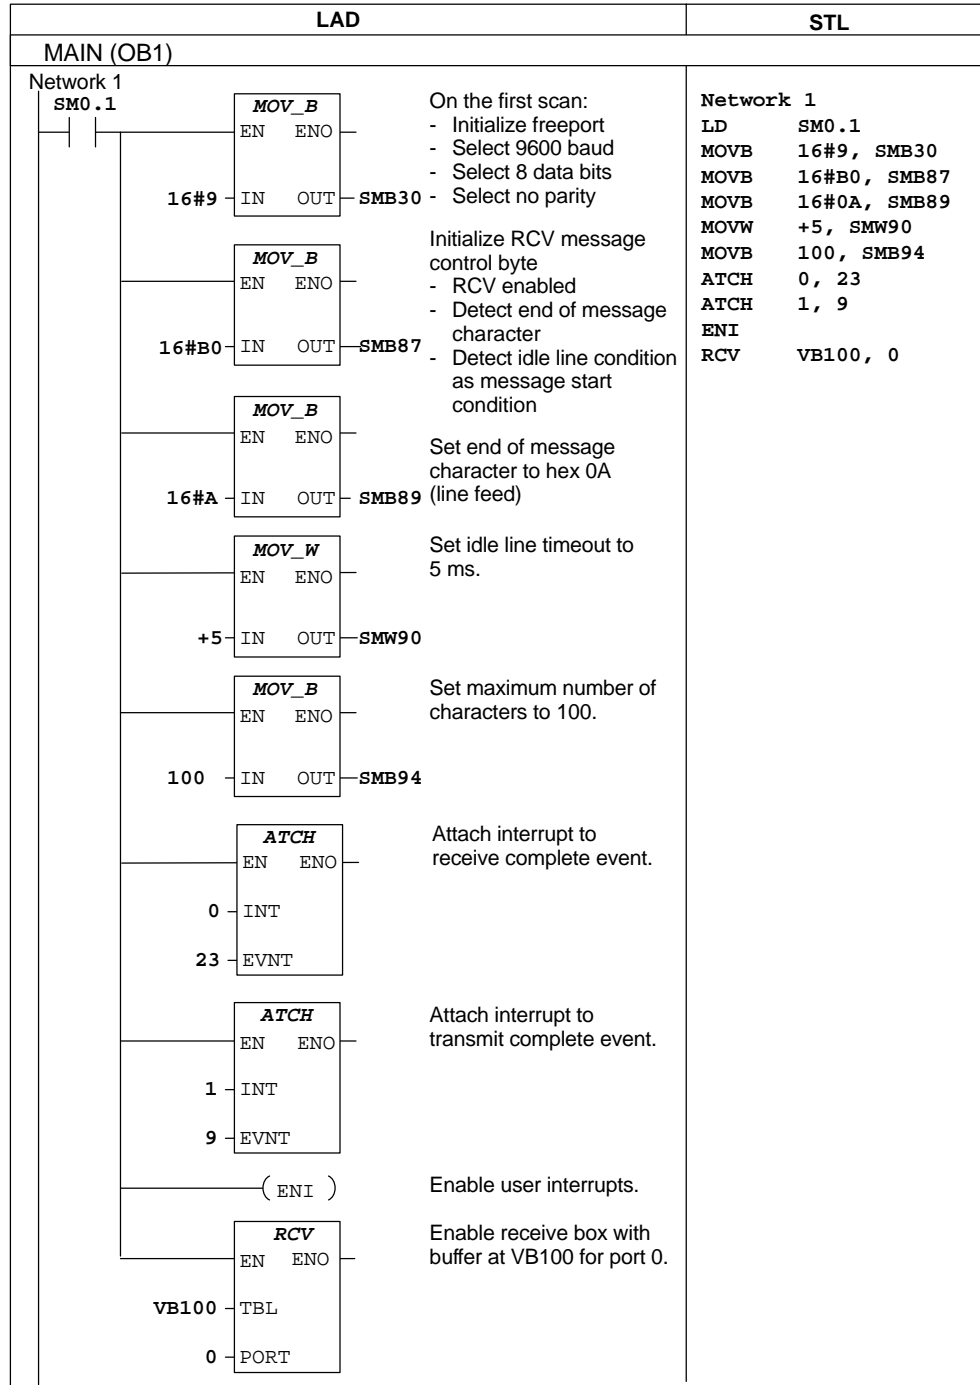 LAD
STL
MAIN (OB1)
Network 1
SM0.1
MOV_B
EN ENO
16#9 IN OUT SMB30
On the first scan:
- Initialize freeport
- Select 9600 baud
- Select 8 data bits
- Select no parity
MOV_B
EN ENO
16#B0 IN OUT SMB87
Initialize RCV message
control byte
- RCV enabled
- Detect end of message
character
- Detect idle line condition
as message start
condition
MOV_B
EN ENO
16#A IN OUT SMB89
Set end of message
character to hex 0A
(line feed)
MOV_W
EN ENO
+5 IN OUT SMW90
Set idle line timeout to
5 ms.
MOV_B
EN ENO
100 IN OUT SMB94
Set maximum number of
characters to 100.
ATCH
EN ENO
0 INT
23 EVNT
Attach interrupt to
receive complete event.
ATCH
EN ENO
1 INT
9 EVNT
Attach interrupt to
transmit complete event.
( ENI )
Enable user interrupts.
RCV
EN ENO
VB100 TBL
0 PORT
Enable receive box with
buffer at VB100 for port 0.
Network 1
LD SM0.1
MOVB 16#9, SMB30
MOVB 16#B0, SMB87
MOVB 16#0A, SMB89
MOVW +5, SMW90
MOVB 100, SMB94
ATCH 0, 23
ATCH 1, 9
ENI
RCV VB100, 0